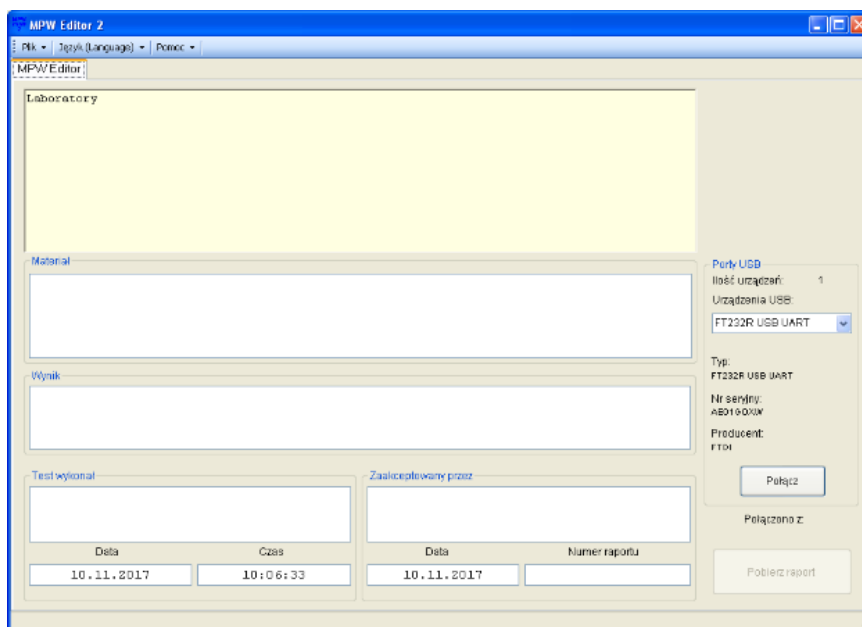 MPW Editor 2
Plik Język (Language) Pomoc
MPW Editor
Laboratory
Materiał
Wynik
Test wykonał
Data Czas
10.11.2017 10:06:33
Zaakceptowany przez
Data Numer raportu
10.11.2017
Porty USB
Ilość urządzeń: 1
Urządzenia USB:
FT232R USB UART
Typ:
FT232R USB UART
Nr seryjny:
Producent:
FTDI
Połącz
Połączono z:
Pobierz raport